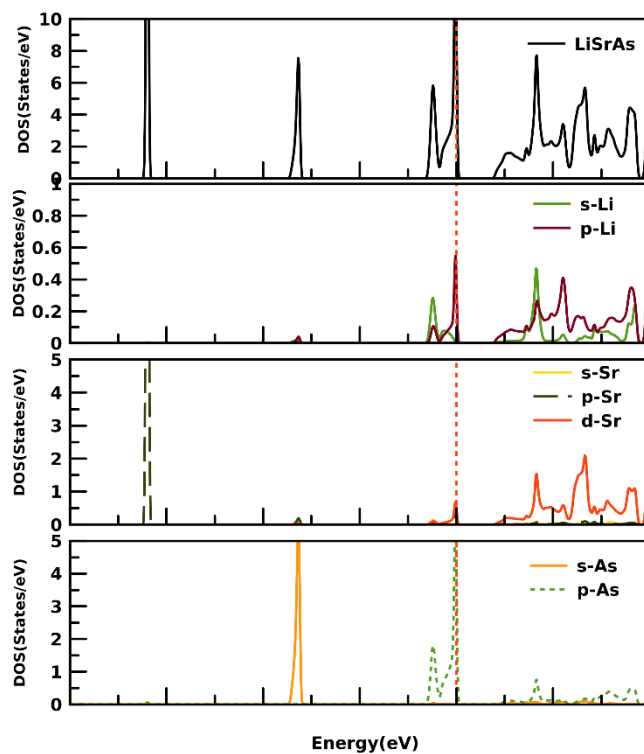 10
8
6
4
2
0
DOS(States/eV)
LiSrAs
1
0.8
0.6
0.4
0.2
0
DOS(States/eV)
s-Li
p-Li
5
4
3
2
1
0
DOS(States/eV)
s-Sr
p-Sr
d-Sr
5
4
3
2
1
0
DOS(States/eV)
s-As
p-As
Energy(eV)